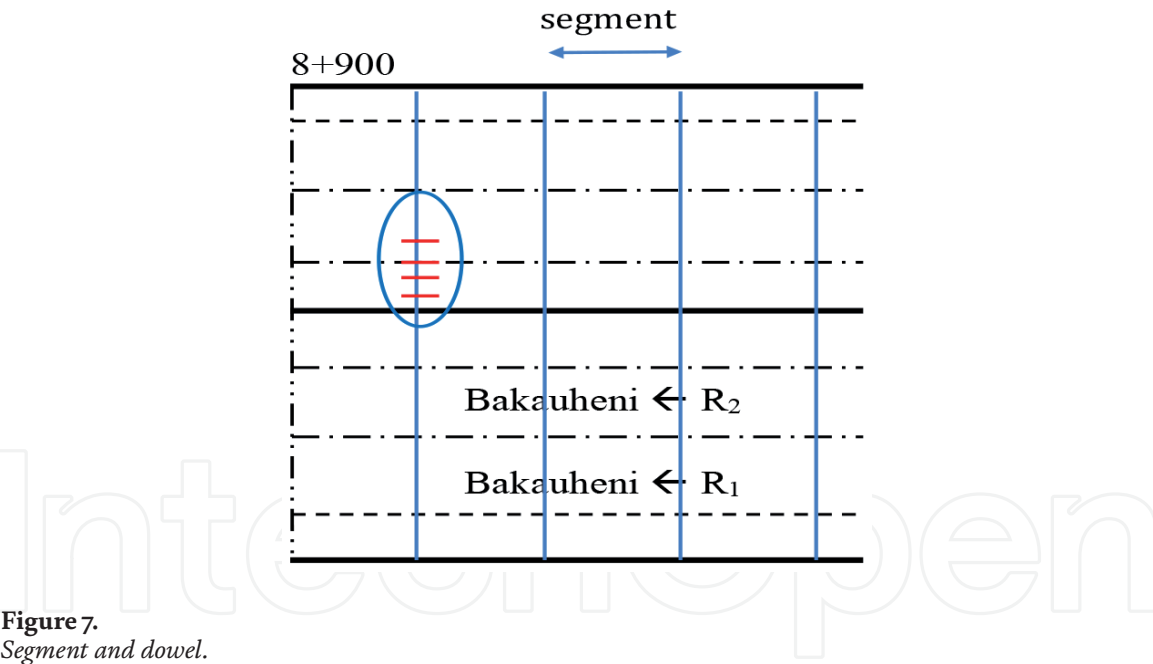 segment
8+900
Bakauheni ← R₂
Bakauheni ← R₁
IntechOpen
Figure 7.
Segment and dowel.